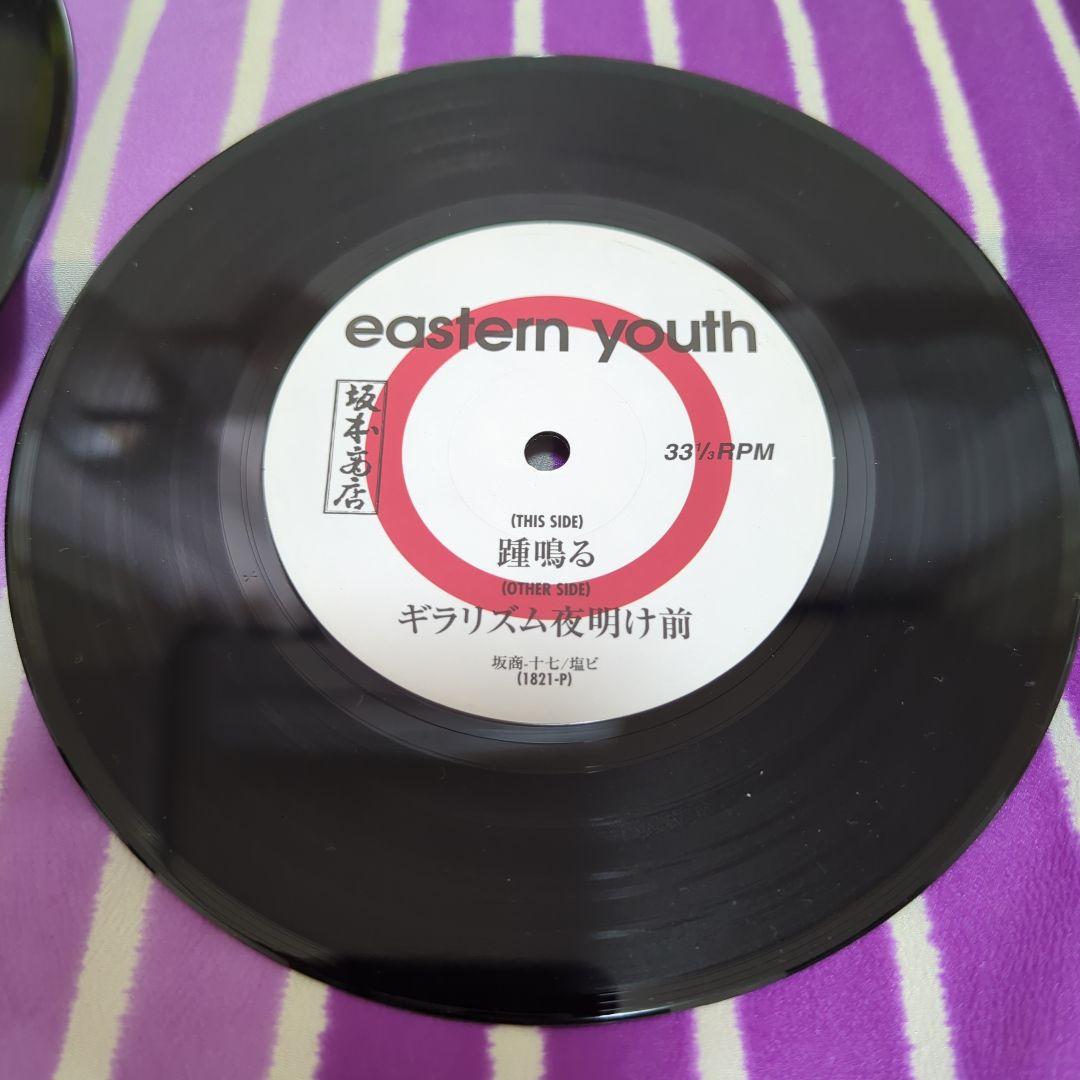 eastern youth
坂本商店
33⅓RPM
(THIS SIDE)
踵鳴る
(OTHER SIDE)
ギラリズム夜明け前
坂商-十七/塩ビ
(1821-P)